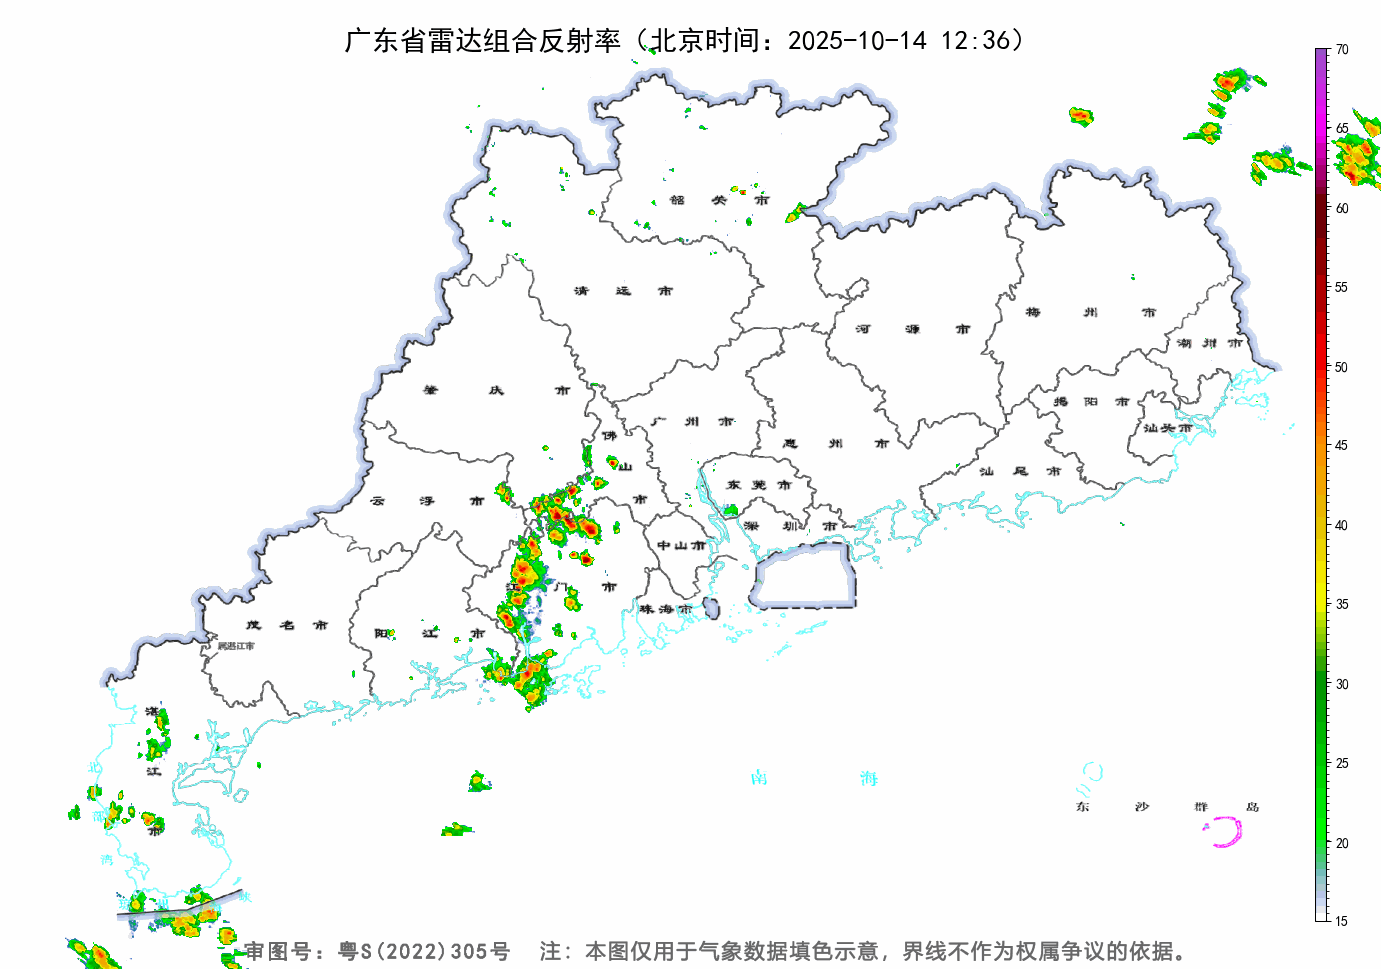 广东省雷达组合反射率（北京时间：2025-10-14 12:36）
70
65
60
55
50
45
40
35
30
25
20
15
韶关市
清远市
河源市
梅州市
潮州市
肇庆市
广州市
揭阳市
汕头市
佛山市
惠州市
东莞市
汕尾市
云浮市
深圳市
中山市
江门市
珠海市
茂名市
阳江市
属湛江市
湛江市
北部湾
南海
东沙群岛
审图号：粤S(2022)305号 注：本图仅用于气象数据填色示意，界线不作为权属争议的依据。